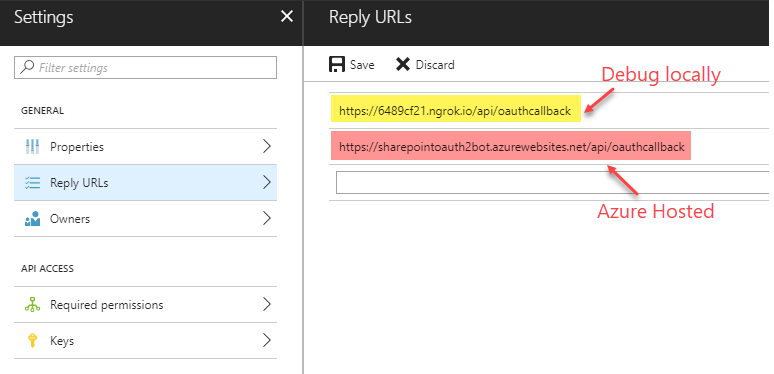 Settings
Filter settings
GENERAL
Properties
Reply URLs
Owners
API ACCESS
Required permissions
Keys
Reply URLs
Save
Discard
Debug locally
https://6489cf21.ngrok.io/api/oauthcallback
https://sharepointoauth2bot.azurewebsites.net/api/oauthcallback
Azure Hosted